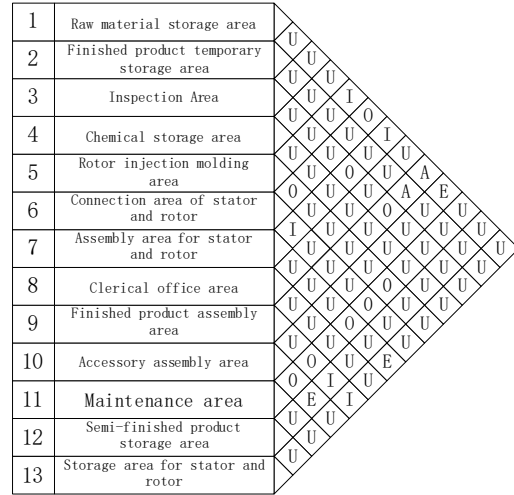 1 Raw material storage area
2 Finished product temporary
storage area
3 Inspection Area
4 Chemical storage area
5 Rotor injection molding
area
6 Connection area of stator
and rotor
7 Assembly area for stator
and rotor
8 Clerical office area
9 Finished product assembly
area
10 Accessory assembly area
11 Maintenance area
12 Semi-finished product
storage area
13 Storage area for stator and
rotor
U
U
U U
U I
U U O
U U I
U U U U
U O U A
O U U A E
U U O U U
I U U U U U
U U U U U U
U U U U U U
U U O U U
U U O U U
U O U U
U U U U
O U E
O I U
E I
U U
U
U